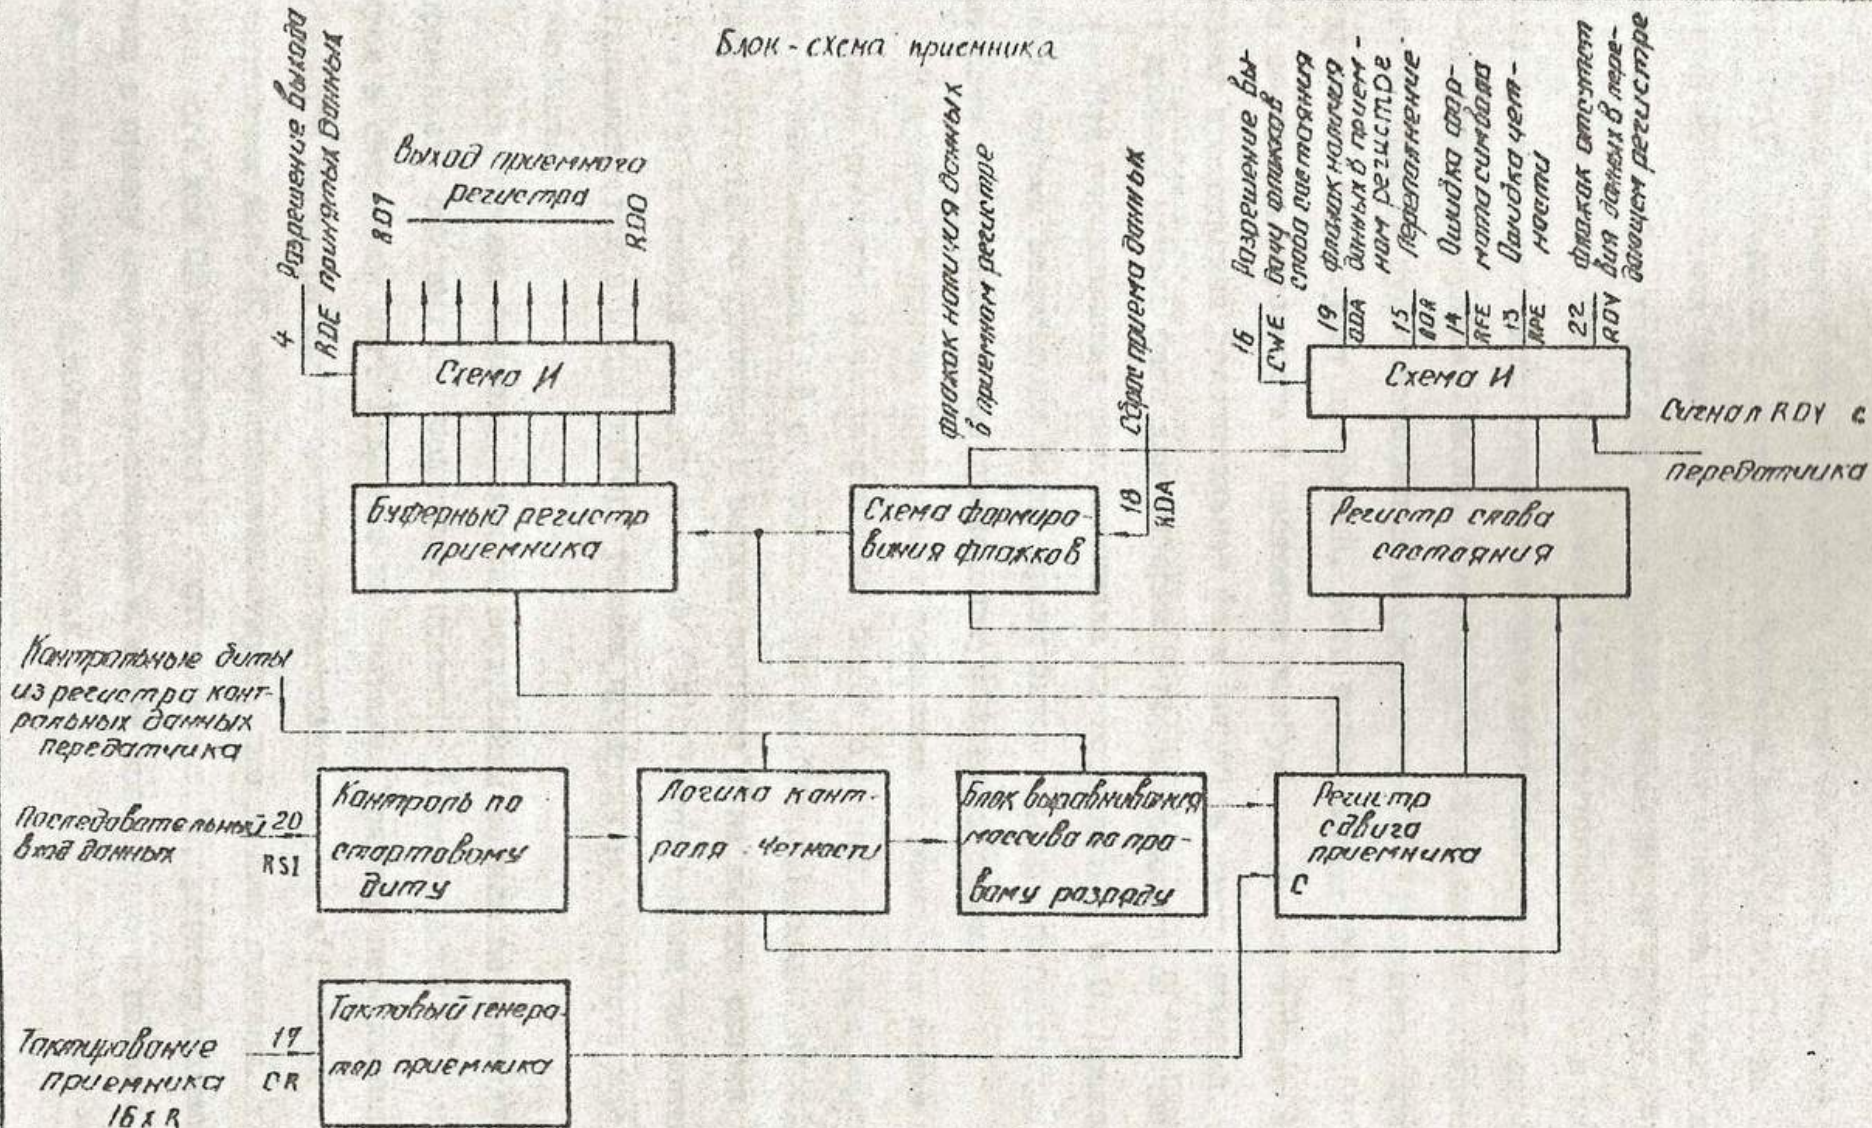 Блок-схема приемника
4
Разрешение выхода
RDE принятых данных
Выход приемного
регистра
RD7
RD0
Флажок наличия данных
в приемном регистре
Сброс приема данных
18
RDA
16
CWE
Разрешение вы-
дачу флажков
слова состояния
19
ODA
Флажок наличия
данных в прием-
ном регистре
15
Переполнение
14
RFE
Ошибка фор-
мата символа
13
RPE
Ошибка чет-
ности
22
RDY
Флажок отсутст
вия данных в пере-
дающем регистре
Схема И
Схема И
Сигнал RDY с
передатчика
Буферный регистр
приемника
Схема формиро-
вания флажков
Регистр слова
состояния
Контрольные биты
из регистра конт-
рольных данных
передатчика
Последовательный 20
вход данных
RSI
Контроль по
стартовому
биту
Логика конт-
роля четности
Блок выравнивания
массива по пра-
вому разряду
Регистр
сдвига
приемника
С
Тактирование
приемника
16 x R
17
CR
Тактовый генера-
тор приемника